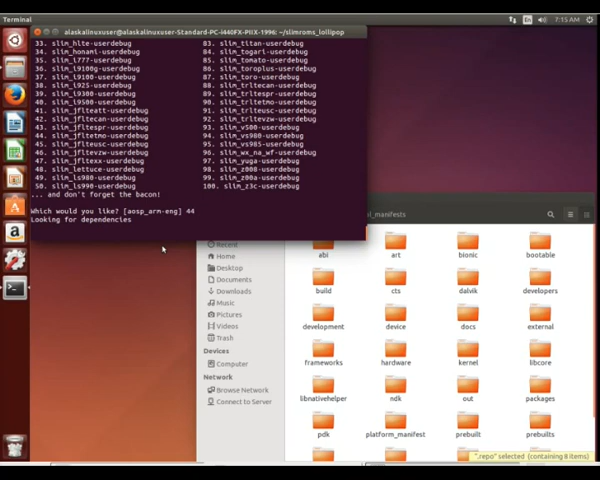 Terminal
En
7:15 AM
alaskalinuxuser@alaskalinuxuser-Standard-PC-i440FX-PIIX-1996: ~/slimroms_lollipop
33. slim_hlte-userdebug 83. slim_titan-userdebug
34. slim_honami-userdebug 84. slim_togari-userdebug
35. slim_i777-userdebug 85. slim_tomato-userdebug
36. slim_i9100g-userdebug 86. slim_toroplus-userdebug
37. slim_i9100-userdebug 87. slim_toro-userdebug
38. slim_i925-userdebug 88. slim_trltecan-userdebug
39. slim_i9300-userdebug 89. slim_trltespr-userdebug
40. slim_i9500-userdebug 90. slim_trltetmo-userdebug
41. slim_jflteatt-userdebug 91. slim_trlteusc-userdebug
42. slim_jfltecan-userdebug 92. slim_trltevzw-userdebug
43. slim_jfltespr-userdebug 93. slim_v500-userdebug
44. slim_jfltetmo-userdebug 94. slim_vs980-userdebug
45. slim_jflteusc-userdebug 95. slim_vs985-userdebug
46. slim_jfltevzw-userdebug 96. slim_wx_na_wf-userdebug
47. slim_jfltexx-userdebug 97. slim_yuga-userdebug
48. slim_lettuce-userdebug 98. slim_z008-userdebug
49. slim_ls980-userdebug 99. slim_z00a-userdebug
50. slim_ls990-userdebug 100. slim_z3c-userdebug
... and don't forget the bacon!
Which would you like? [aosp_arm-eng] 44
Looking for dependencies
al_manifests
Recent
Home
Desktop
Documents
Downloads
Music
Pictures
Videos
Trash
Devices
Computer
Network
Browse Network
Connect to Server
abi art bionic bootable
build cts dalvik developers
development device docs external
frameworks hardware kernel libcore
libnativehelper ndk out packages
pdk platform_manifest prebuilt prebuilts
".repo" selected (containing 8 items)